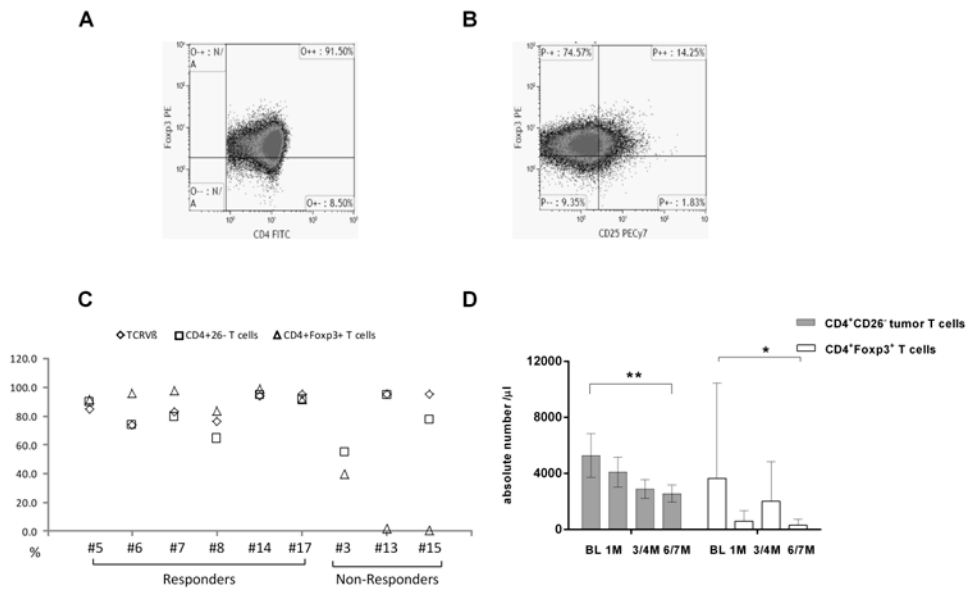 A
O-+ : N/
A
O++ : 91.50%
O-- : N/
A
O+- : 8.50%
Foxp3 PE
CD4 FITC
B
P-+ : 74.57%
P++ : 14.25%
P-- : 9.35%
P+- : 1.83%
Foxp3 PE
CD25 PECy7
C
TCRVß
CD4+26- T cells
CD4+Foxp3+ T cells
120.0
100.0
80.0
60.0
40.0
20.0
0.0
%
#5 #6 #7 #8 #14 #17 #3 #13 #15
Responders
Non-Responders
D
CD4⁺CD26⁻ tumor T cells
CD4⁺Foxp3⁺ T cells
absolute number /µl
12000
8000
4000
0
**
*
BL 1M 3/4M 6/7M BL 1M 3/4M 6/7M